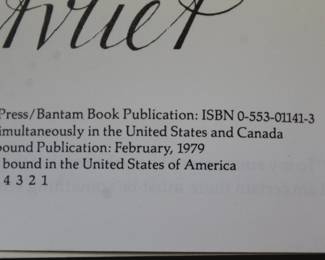 Press/Bantam Book Publication: ISBN 0-553-01141-3
imultaneously in the United States and Canada
ound Publication: February, 1979
bound in the United States of America
4 3 2 1